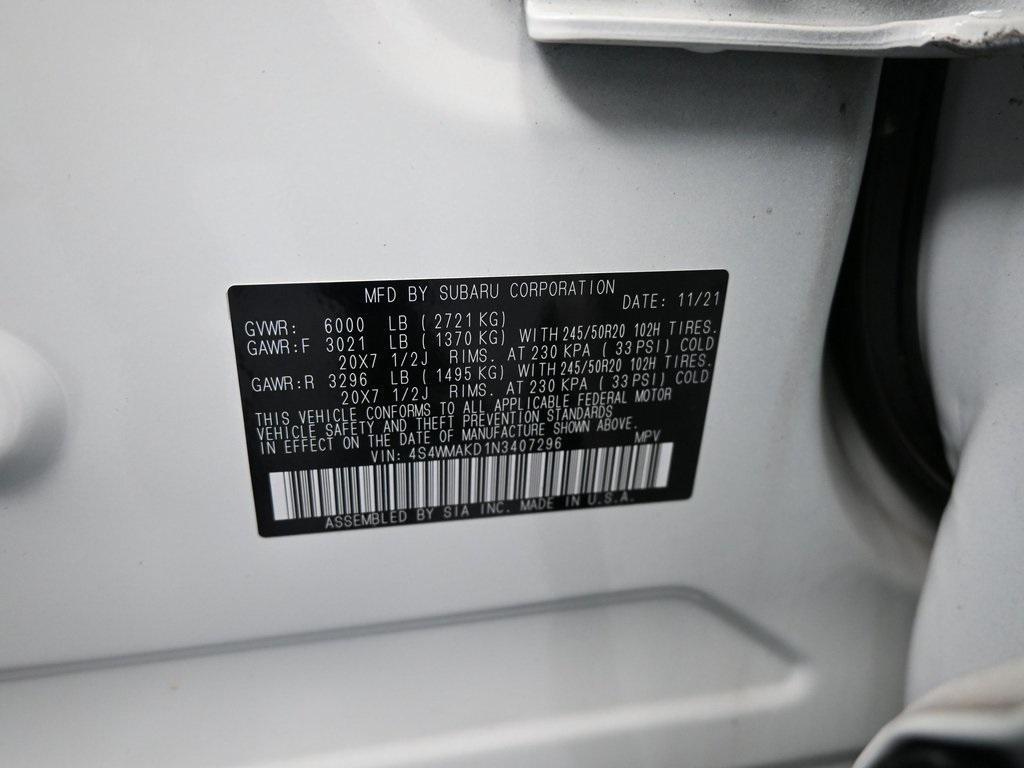 MFD BY SUBARU CORPORATION
DATE: 11/21
GVWR: 6000 LB ( 2721 KG)
GAWR:F 3021 LB ( 1370 KG) WITH 245/50R20 102H TIRES.
20X7 1/2J RIMS. AT 230 KPA ( 33 PSI) COLD
GAWR:R 3296 LB ( 1495 KG) WITH 245/50R20 102H TIRES.
20X7 1/2J RIMS. AT 230 KPA ( 33 PSI) COLD
THIS VEHICLE CONFORMS TO ALL APPLICABLE FEDERAL MOTOR
VEHICLE SAFETY AND THEFT PREVENTION STANDARDS
IN EFFECT ON THE DATE OF MANUFACTURE SHOWN ABOVE.
VIN: 4S4WMAKD1N3407296 MPV
ASSEMBLED BY SIA INC. MADE IN U.S.A.